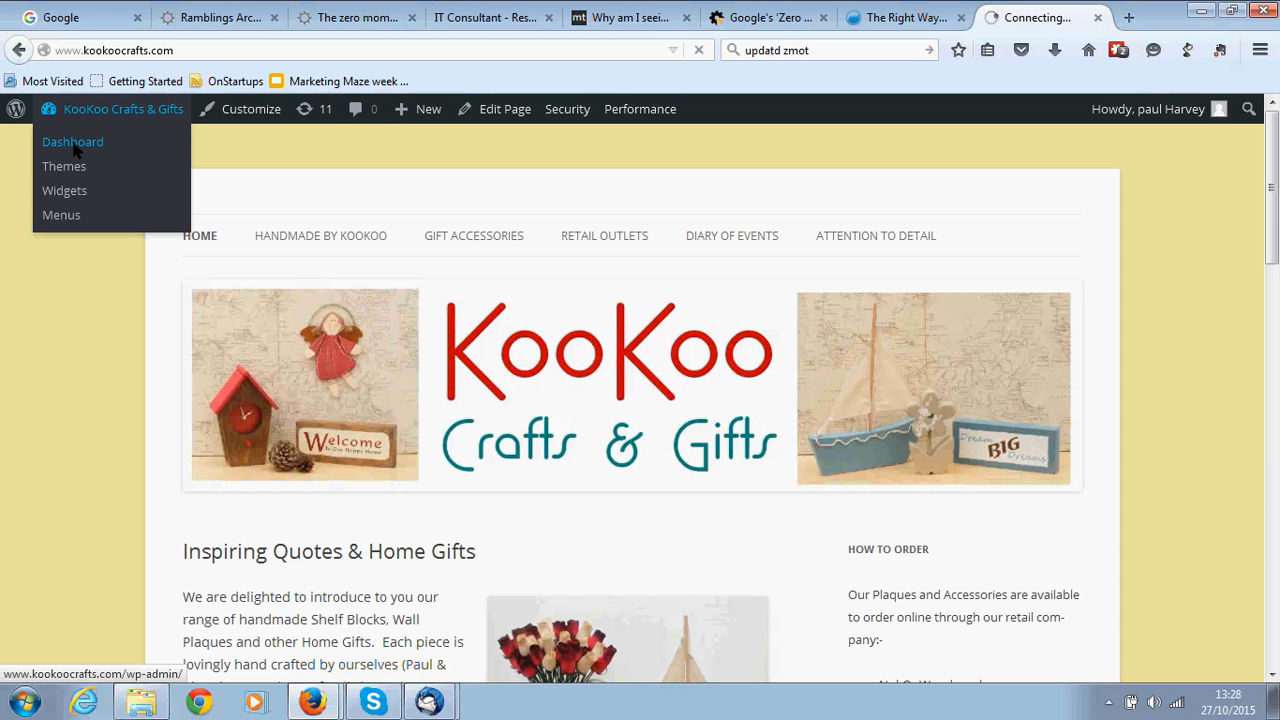 Google
Ramblings Arc...
The zero mom...
IT Consultant - Res...
mt Why am I seei...
Google's 'Zero ...
The Right Way...
Connecting...
www.kookoocrafts.com
updatd zmot
2
Most Visited
Getting Started
OnStartups
Marketing Maze week ...
KooKoo Crafts & Gifts
Customize
11
0
New
Edit Page
Security
Performance
Howdy, paul Harvey
Dashboard
Themes
Widgets
Menus
HOME
HANDMADE BY KOOKOO
GIFT ACCESSORIES
RETAIL OUTLETS
DIARY OF EVENTS
ATTENTION TO DETAIL
Welcome
To Our Happy Home
KooKoo
Crafts & Gifts
Dream
BIG
Dreams
Inspiring Quotes & Home Gifts
We are delighted to introduce to you our
range of handmade Shelf Blocks, Wall
Plaques and other Home Gifts. Each piece is
lovingly hand crafted by ourselves (Paul &
HOW TO ORDER
Our Plaques and Accessories are available
to order online through our retail com-
pany:-
www.kookoocrafts.com/wp-admin/
13:28
27/10/2015